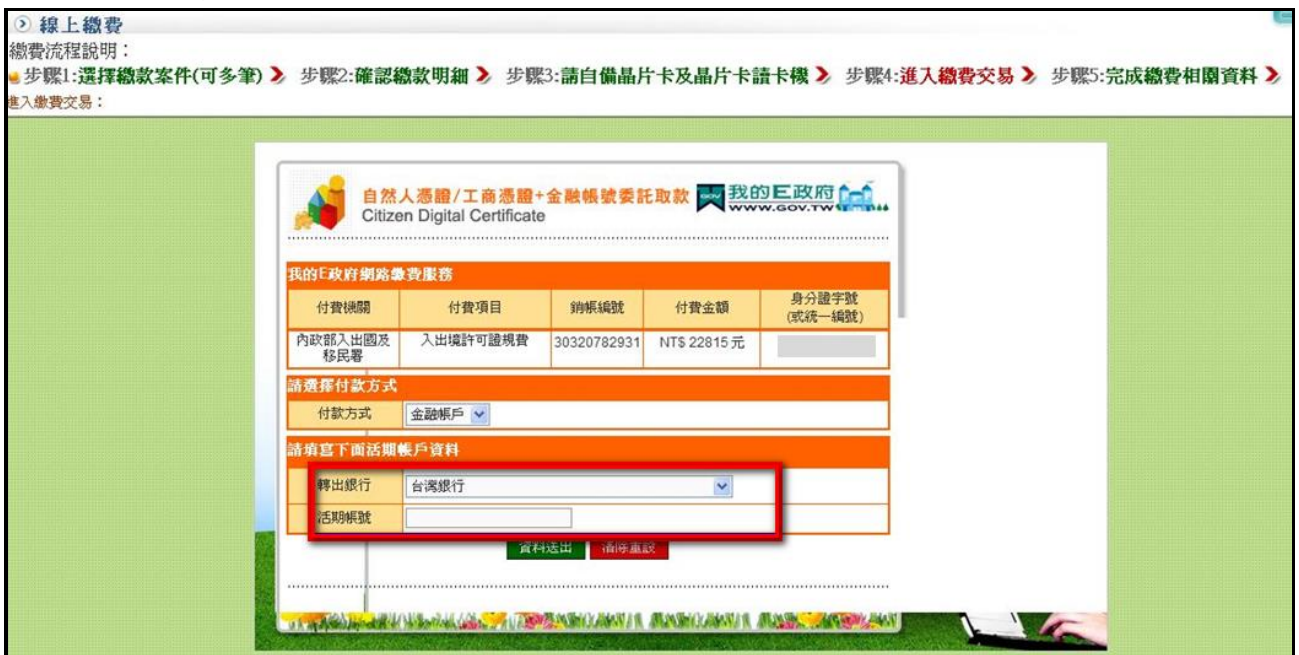 線上繳費
繳費流程說明：
步驟1:選擇繳款案件(可多筆) 步驟2:確認繳款明細 步驟3:請自備晶片卡及晶片卡讀卡機 步驟4:進入繳費交易 步驟5:完成繳費相關資料
進入繳費交易：
自然人憑證/工商憑證+金融帳號委託取款 GOV 我的E政府
Citizen Digital Certificate WWW.GOV.TW
我的E政府網路繳費服務
付費機關 付費項目 銷帳編號 付費金額 身分證字號
(或統一編號)
內政部入出國及 入出境許可證規費 30320782931 NT$ 22815 元
移民署
請選擇付款方式
付款方式 金融帳戶
請填寫下面活期帳戶資料
轉出銀行 台灣銀行
活期帳號
資料送出 清除重設